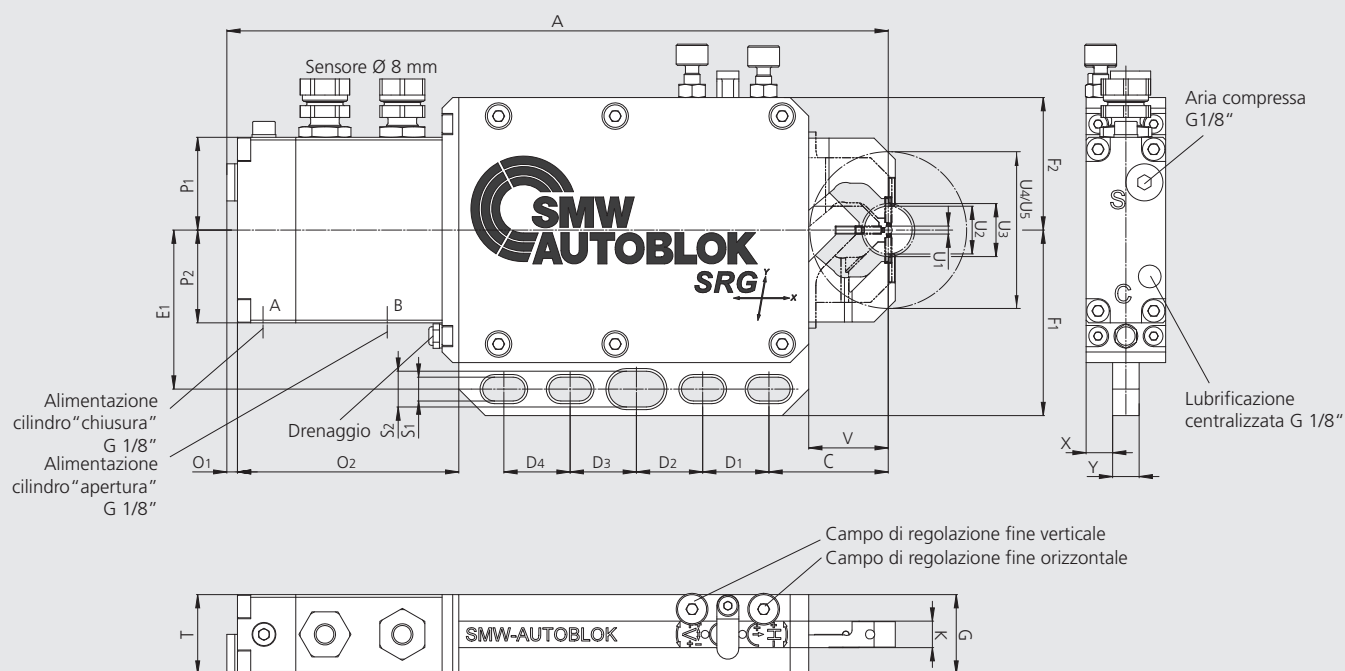 A
Sensore Ø 8 mm
Aria compressa
G1/8“
P1
F2
U4/U5
U3
U2
U1
SMW
AUTOBLOK
SRG
Y
X
S
C
P2
E1
A
B
F1
Alimentazione
cilindro“chiusura“
G 1/8“
Alimentazione
cilindro“apertura“
G 1/8“
Drenaggio
S2
S1
Lubrificazione
centralizzata G 1/8“
V
X
Y
O1
O2
D4
D3
D2
D1
C
Campo di regolazione fine verticale
Campo di regolazione fine orizzontale
T
SMW-AUTOBLOK
V
H
K
G